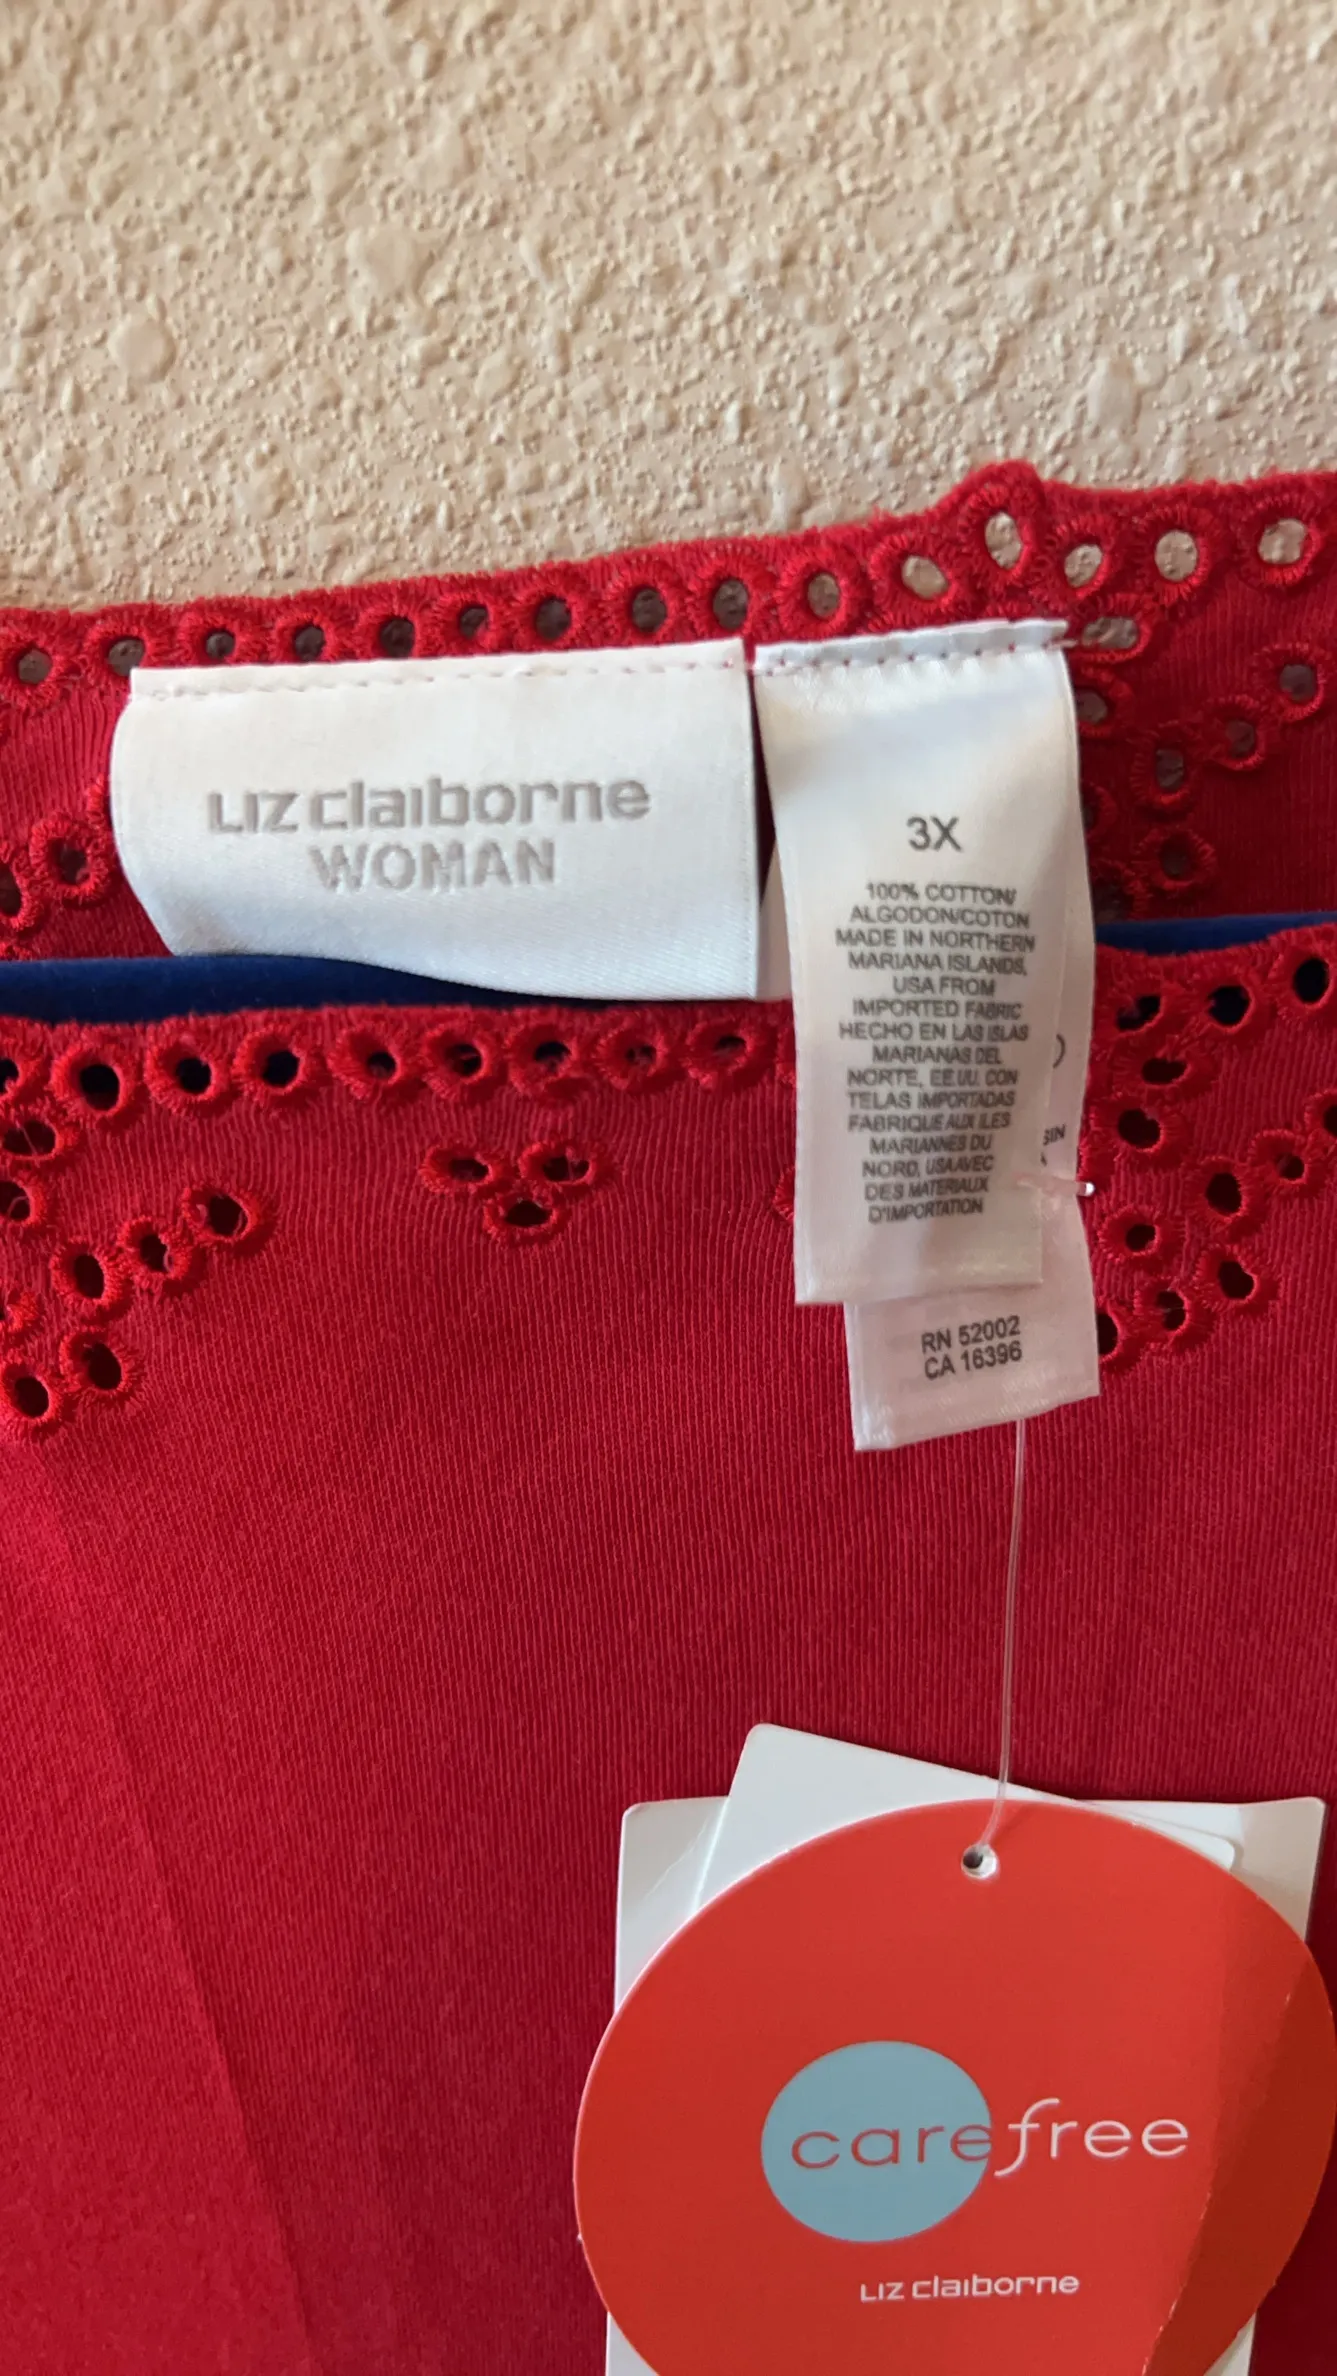 LIZ claiborne
WOMAN
3X
100% COTTON/
ALGODON/COTON
MADE IN NORTHERN
MARIANA ISLANDS,
USA FROM
IMPORTED FABRIC
HECHO EN LAS ISLAS
MARIANAS DEL
NORTE, EE.UU. CON
TELAS IMPORTADAS
FABRIQUE AUX ILES
MARIANNES DU
NORD, USA AVEC
DES MATERIAUX
D'IMPORTATION
RN 52002
CA 16396
carefree
LIZ claiborne